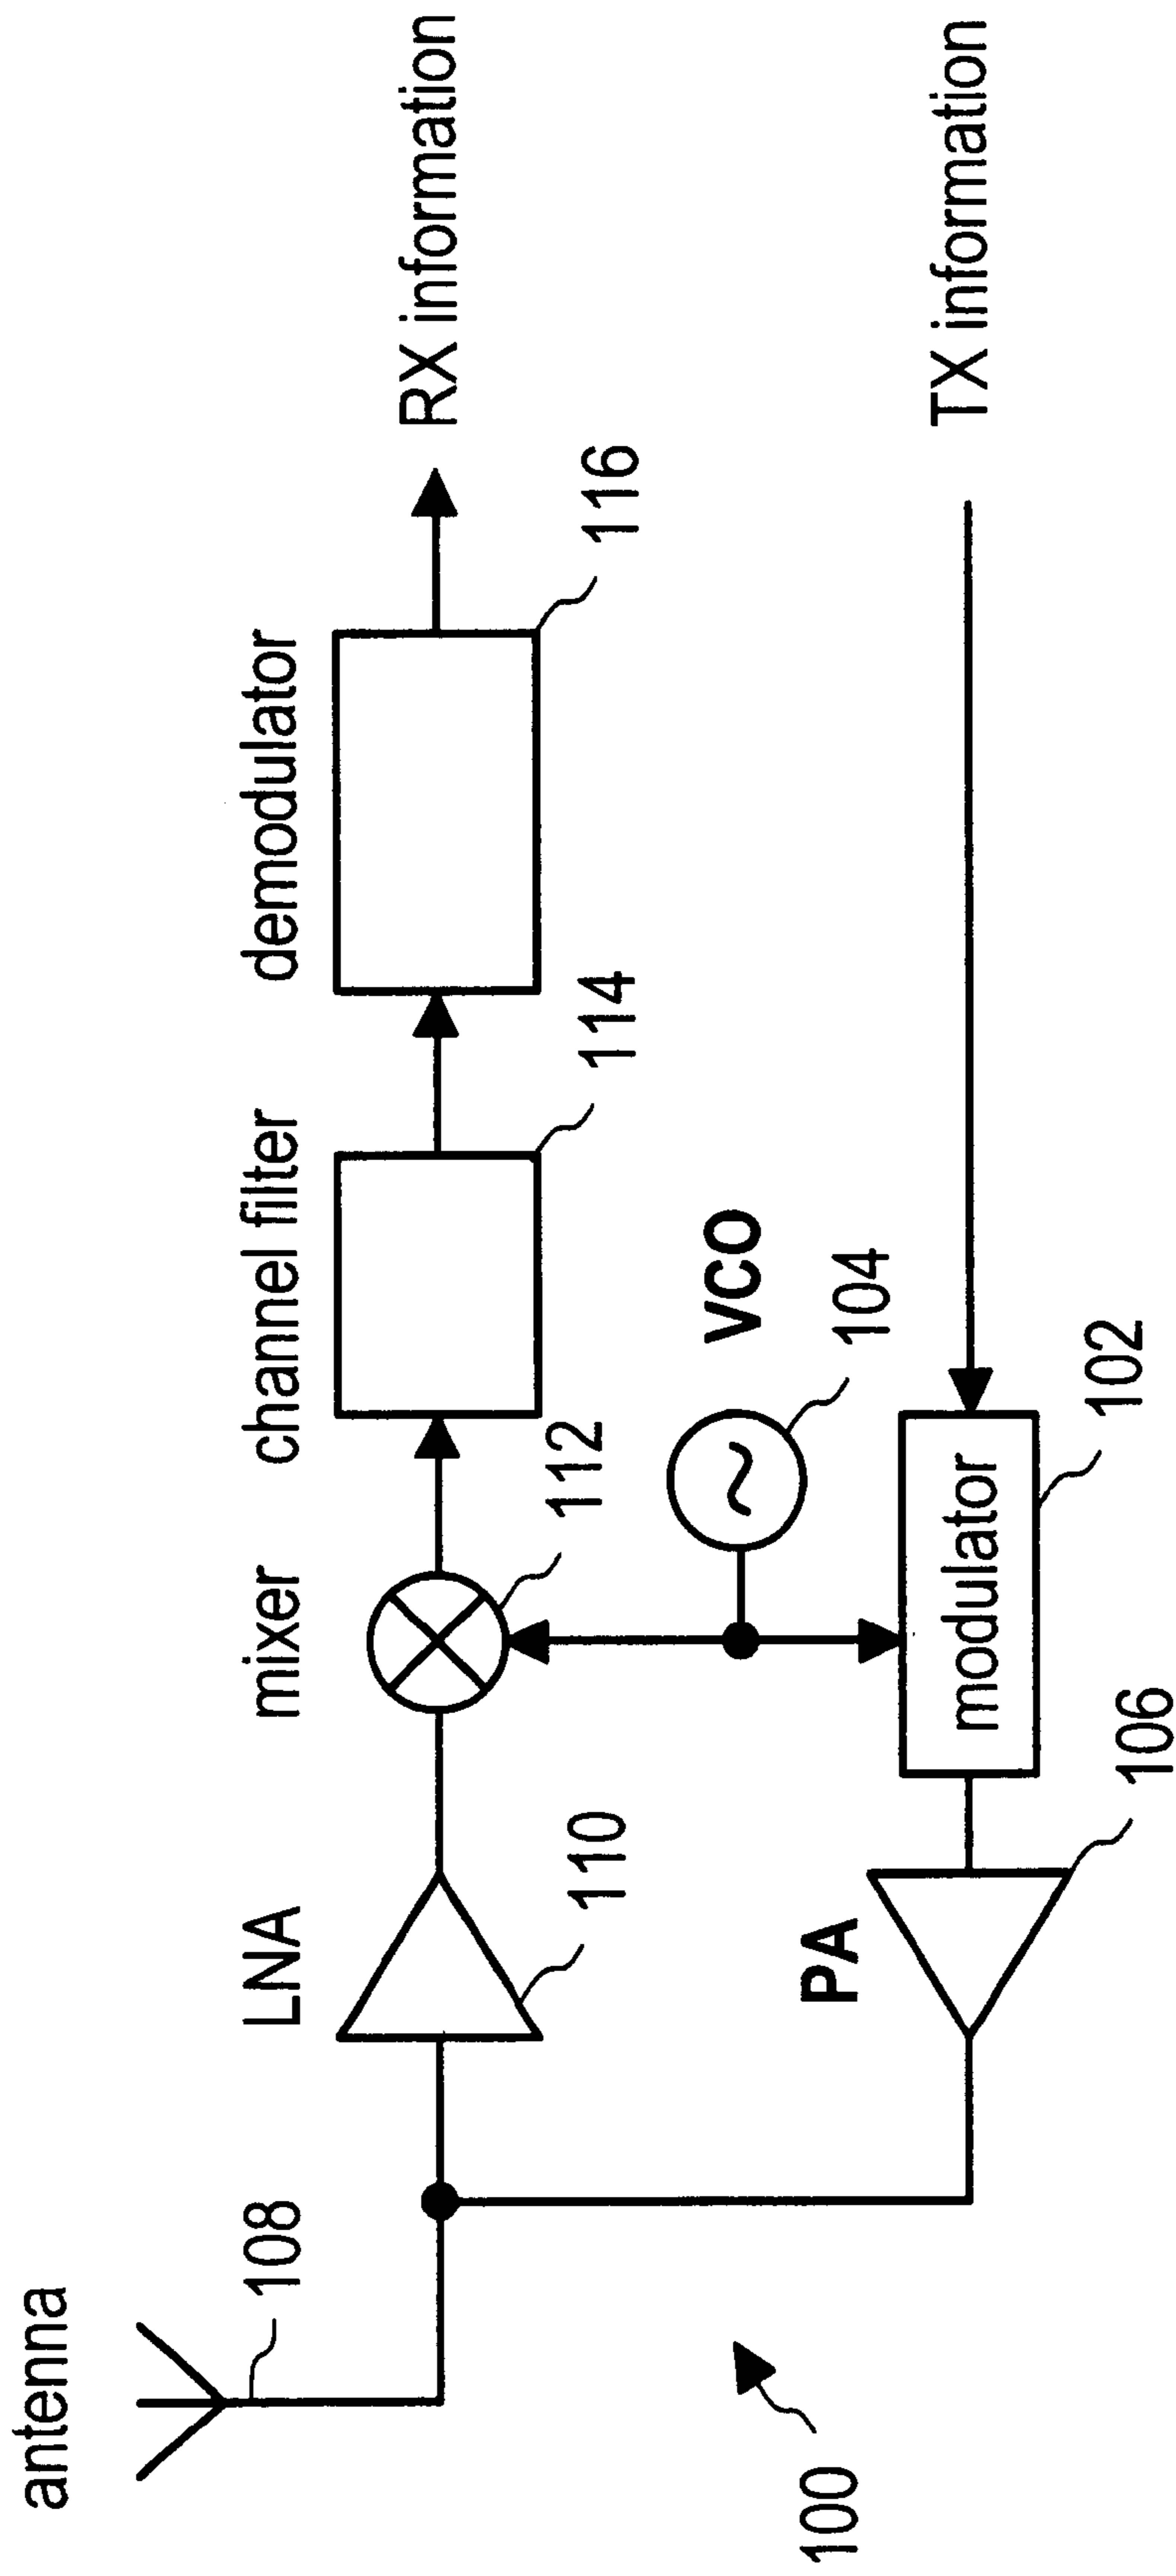 antenna
108
LNA
110
mixer
112
channel filter
114
demodulator
116
RX information
VCO
104
PA
106
modulator
102
TX information
100